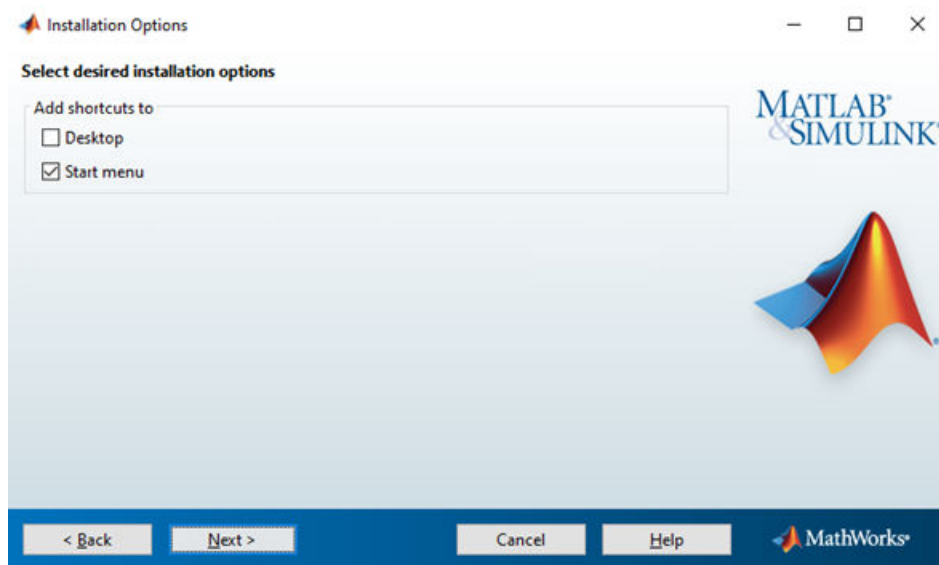 Installation Options
Select desired installation options
Add shortcuts to
Desktop
Start menu
MATLAB®
&SIMULINK®
< Back
Next >
Cancel
Help
MathWorks®